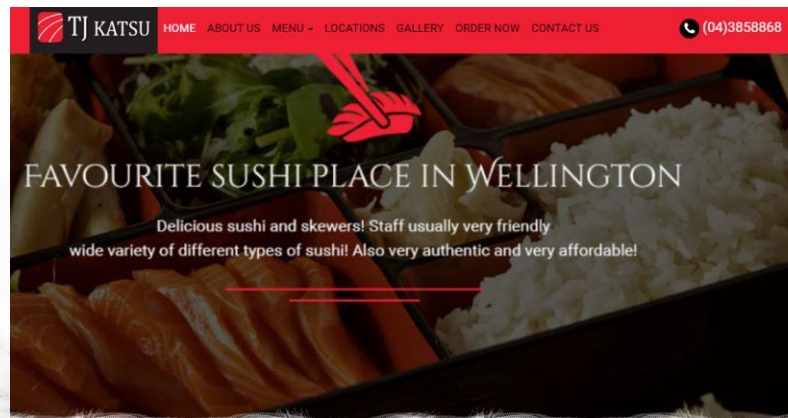 TJ KATSU HOME ABOUT US MENU LOCATIONS GALLERY ORDER NOW CONTACT US (04)3858868
FAVOURITE SUSHI PLACE IN WELLINGTON
Delicious sushi and skewers! Staff usually very friendly
wide variety of different types of sushi! Also very authentic and very affordable!